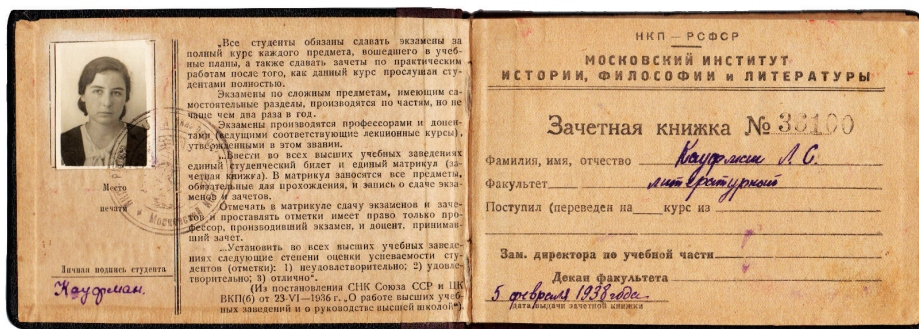 Место
печати
Личная подпись студента
Кауфман.
„Все студенты обязаны сдавать экзамены за
полный курс каждого предмета, вошедшего в учеб-
ные планы, а также сдавать зачеты по практическим
работам после того, как данный курс прослушан сту-
дентами полностью.
Экзамены по сложным предметам, имеющим са-
мостоятельные разделы, производятся по частям, но не
чаще чем два раза в год.
Экзамены производятся профессорами и доцен-
тами (ведущими соответствующие лекционные курсы),
утвержденными в этом звании.
„Ввести во всех высших учебных заведениях
единый студенческий билет и единый матрикул (за-
четная книжка). В матрикул заносятся все предметы,
обязательные для прохождения, и запись о сдаче экза-
менов и зачетов.
Отмечать в матрикуле сдачу экзаменов и заче-
тов и проставлять отметки имеет право только про-
фессор, производивший экзамен, и доцент, принимав-
ший зачет.
„Установить во всех высших учебных заведе-
ниях следующие степени оценки успеваемости сту-
дентов (отметки): 1) неудовлетворительно; 2) удовле-
творительно; 3) отлично".
(Из постановления СНК Союза ССР и ЦК
ВКП(б) от 23-VI—1936 г. „О работе высших учеб-
ных заведений и о руководстве высшей школой")
НКП — РСФСР
МОСКОВСКИЙ ИНСТИТУТ
ИСТОРИИ, ФИЛОСОФИИ и ЛИТЕРАТУРЫ
Зачетная книжка № 33100
Фамилия, имя, отчество Кауфман Л. С.
Факультет литературный
Поступил (переведен на курс из
Зам. директора по учебной части
Декан факультета
5 февраля 1938 года.
дата выдачи зачетной книжки